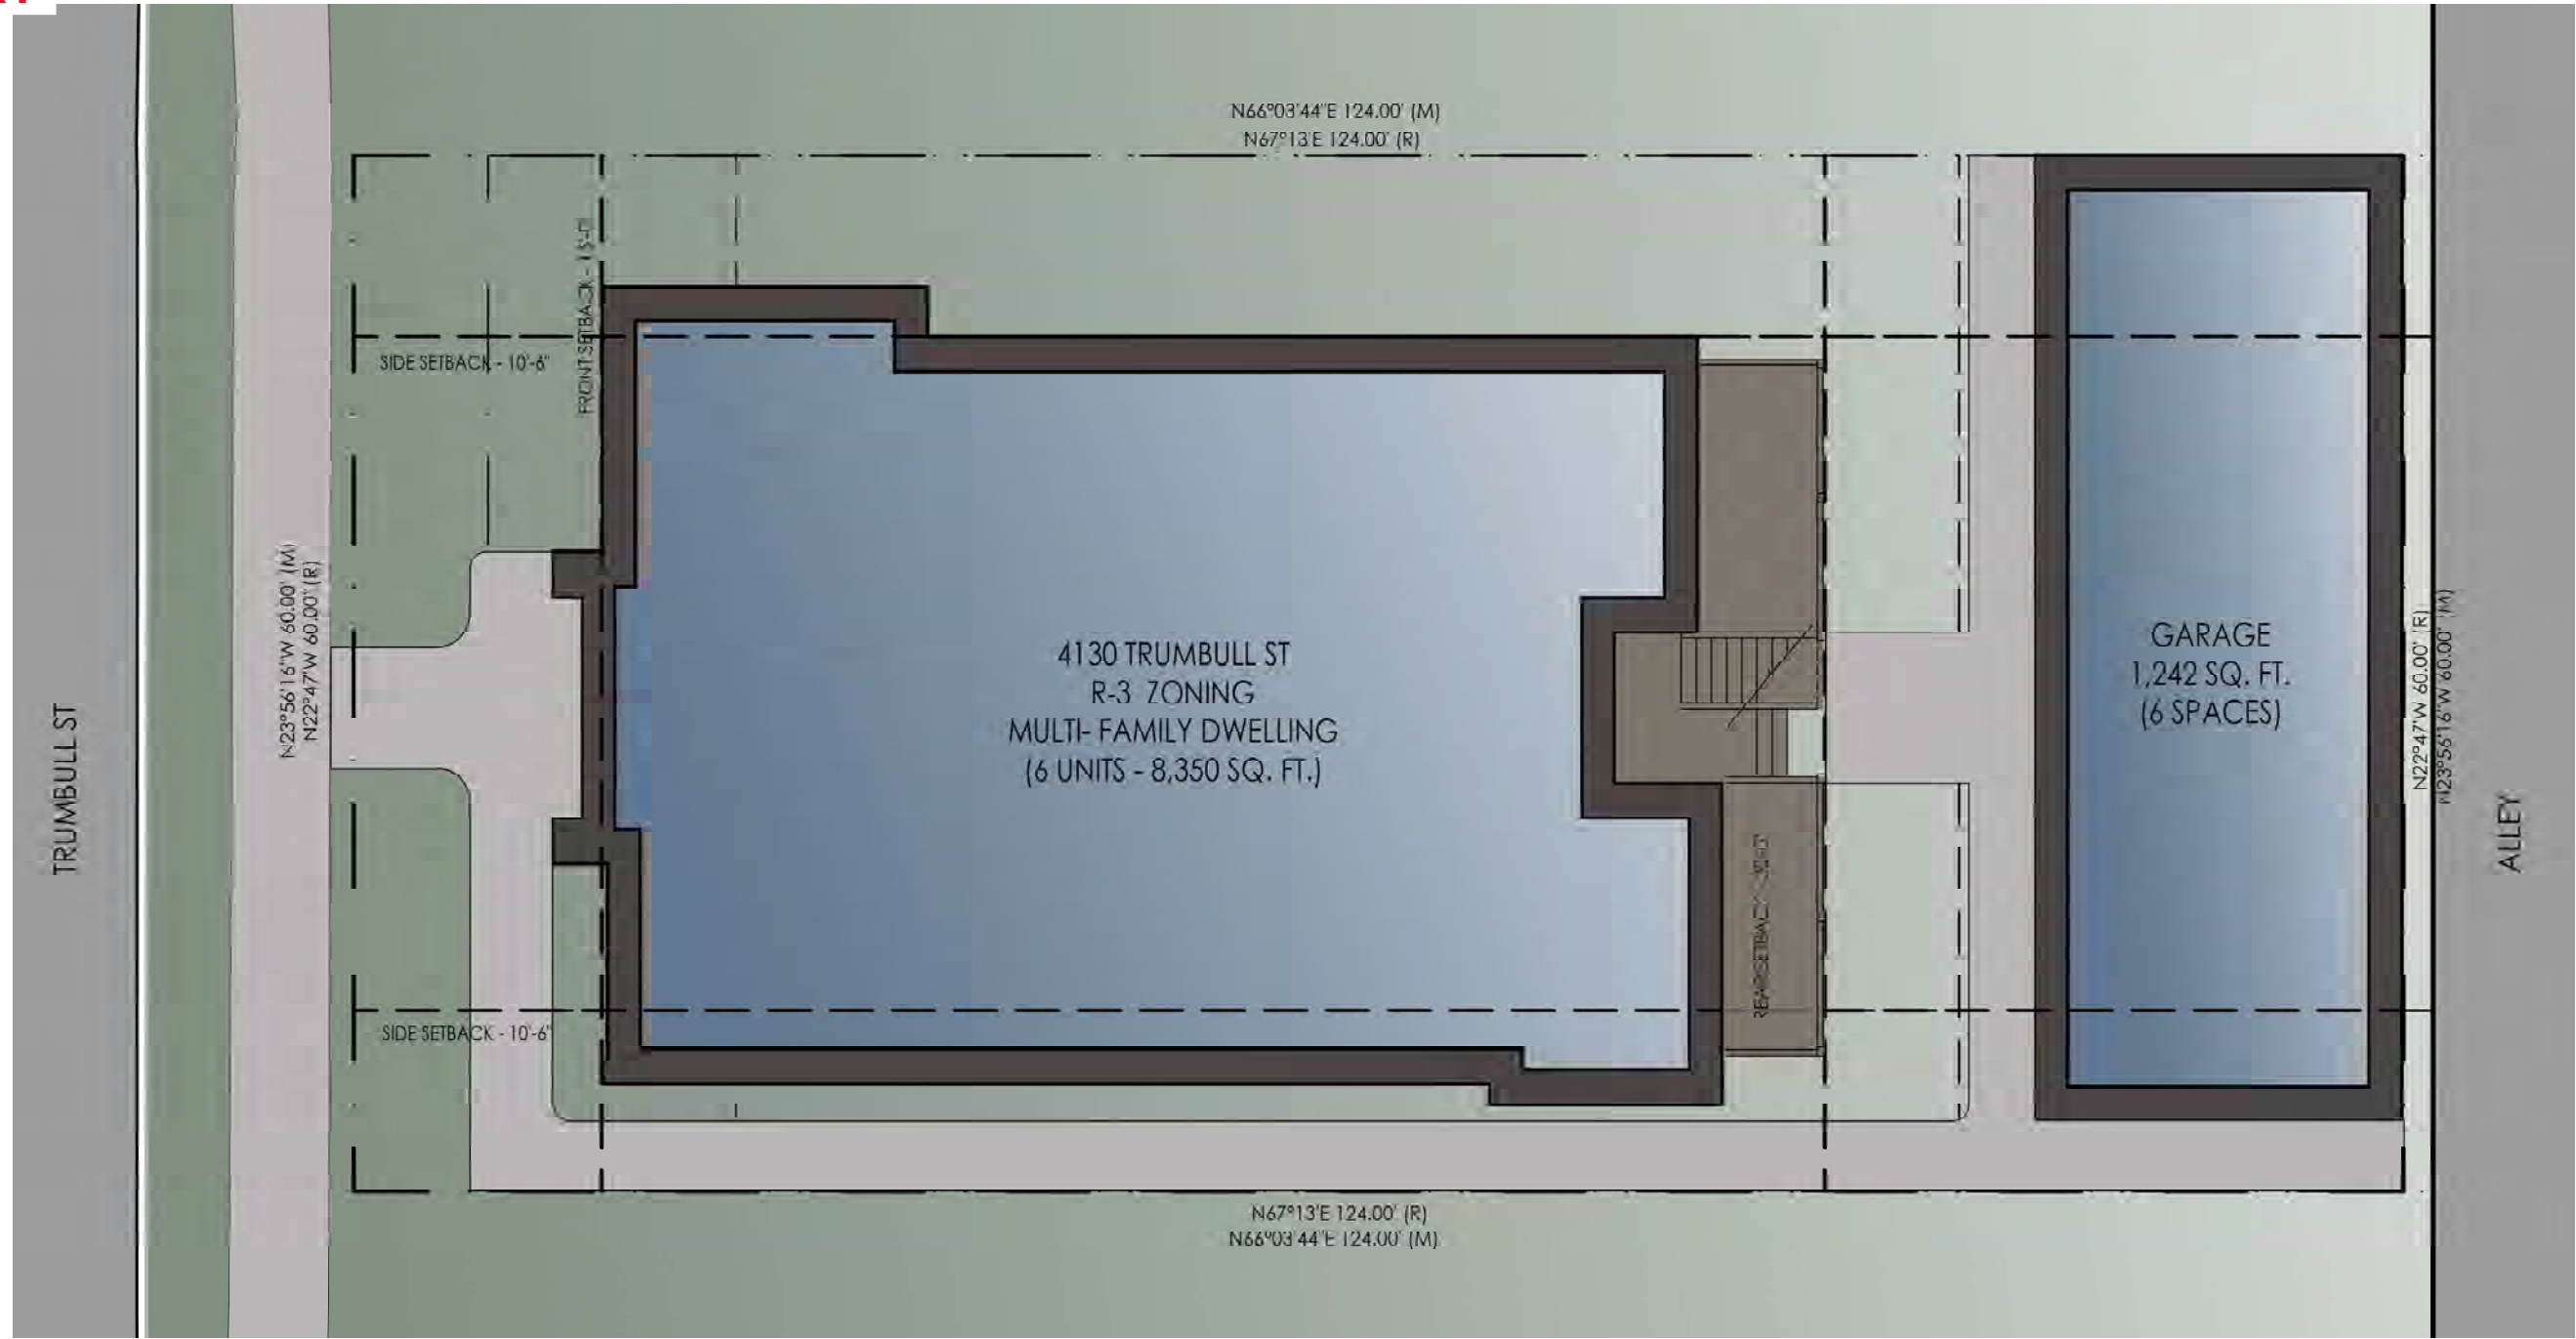 N66°03'44"E 124.00' (M)
N67°13'E 124.00' (R)
FRONT SETBACK - 15'-0
SIDE SETBACK - 10'-6"
N23°56'16"W 60.00' (M)
N22°47'W 60.00' (R)
TRUMBULL ST
4130 TRUMBULL ST
R-3 ZONING
MULTI- FAMILY DWELLING
(6 UNITS - 8,350 SQ. FT.)
GARAGE
1,242 SQ. FT.
(6 SPACES)
N22°47'W 60.00' (R)
N23°56'16"W 60.00' (M)
ALLEY
REAR SETBACK
SIDE SETBACK - 10'-6"
N67°13'E 124.00' (R)
N66°03'44"E 124.00' (M)